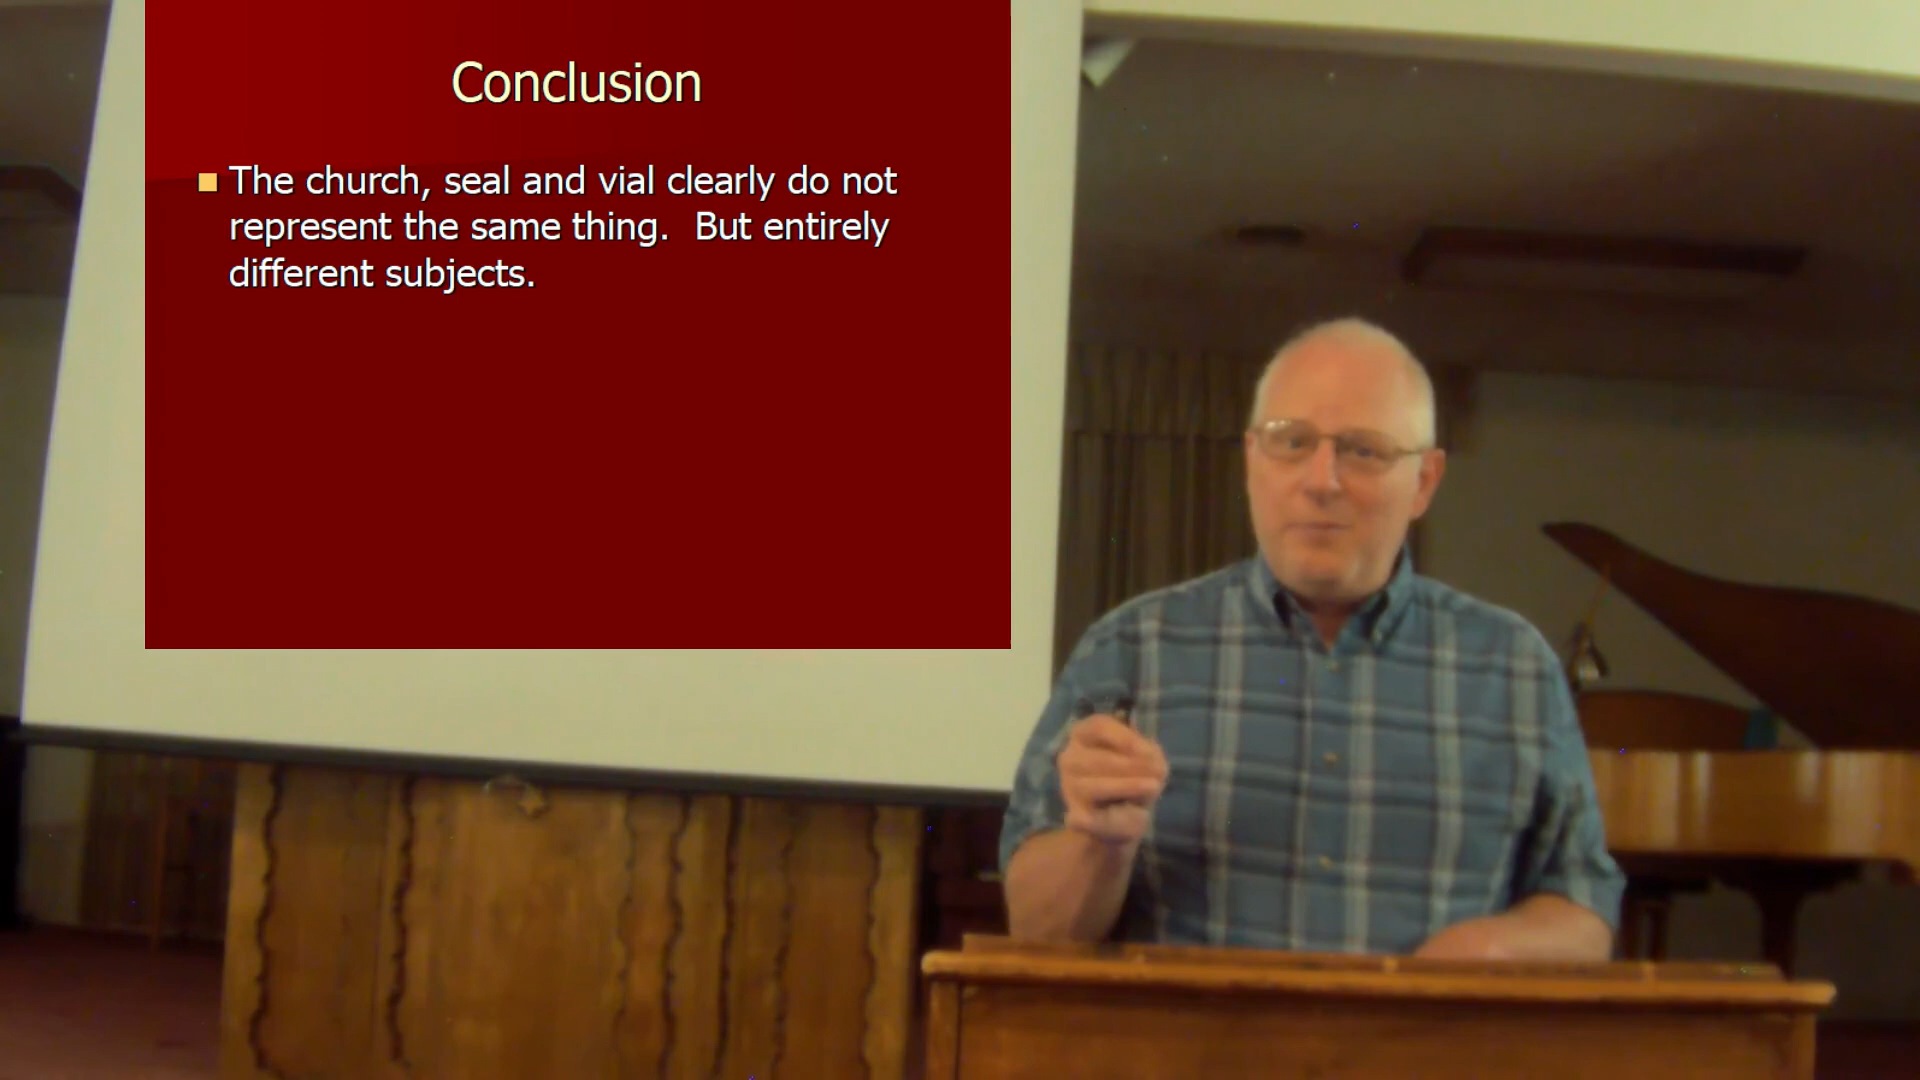 Conclusion
The church, seal and vial clearly do not
represent the same thing.  But entirely
different subjects.